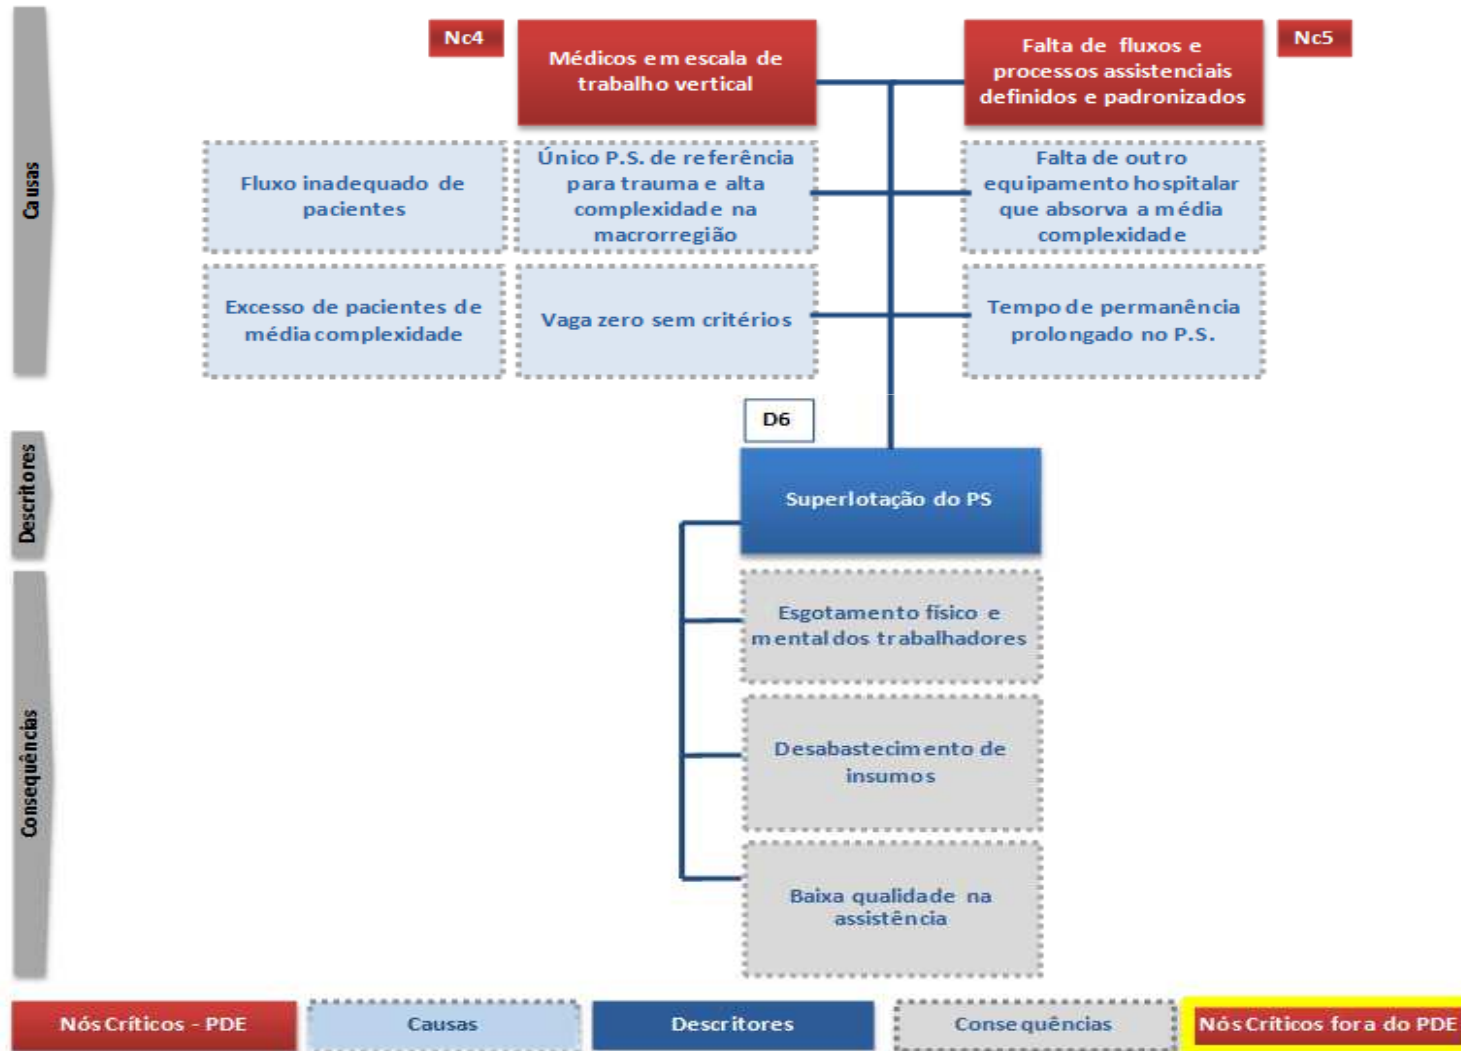 Causas
Nc4
Médicos em escala de
trabalho vertical
Falta de fluxos e
processos assistenciais
definidos e padronizados
Nc5
Fluxo inadequado de
pacientes
Único P.S. de referência
para trauma e alta
complexidade na
macrorregião
Falta de outro
equipamento hospitalar
que absorva a média
complexidade
Excesso de pacientes de
média complexidade
Vaga zero sem critérios
Tempo de permanência
prolongado no P.S.
Descritores
D6
Superlotação do PS
Consequências
Esgotamento físico e
mental dos trabalhadores
Desabastecimento de
insumos
Baixa qualidade na
assistência
Nós Críticos - PDE
Causas
Descritores
Consequências
Nós Críticos fora do PDE